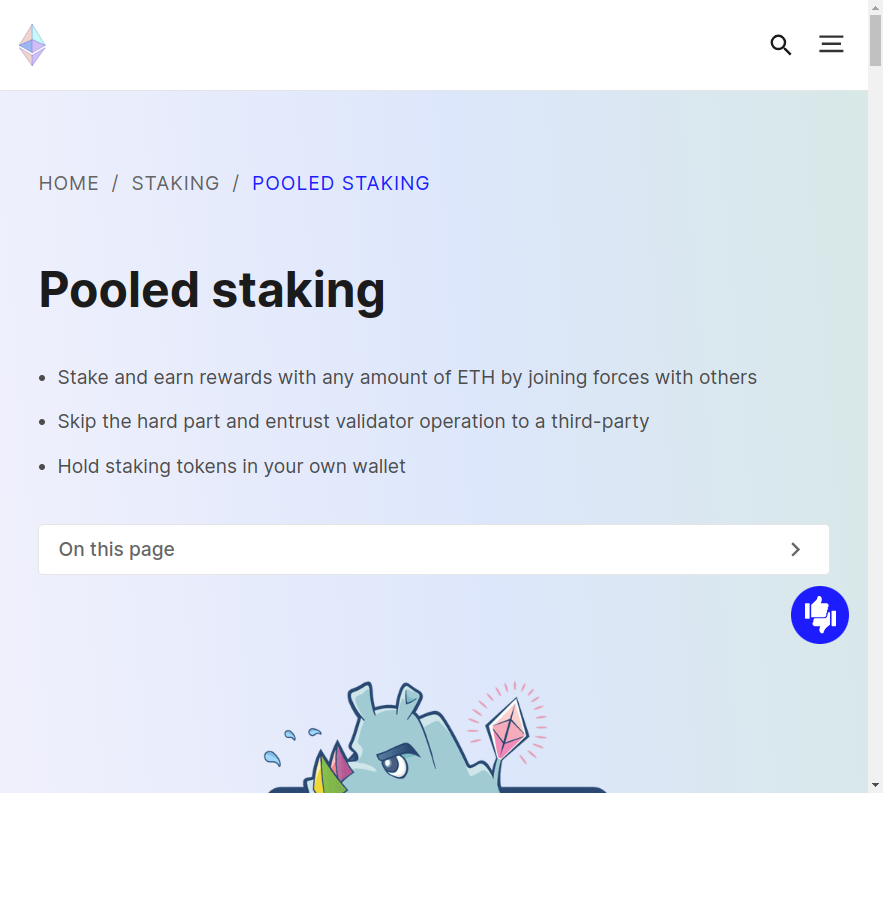 HOME / STAKING / POOLED STAKING
Pooled staking
• Stake and earn rewards with any amount of ETH by joining forces with others
• Skip the hard part and entrust validator operation to a third-party
• Hold staking tokens in your own wallet
On this page